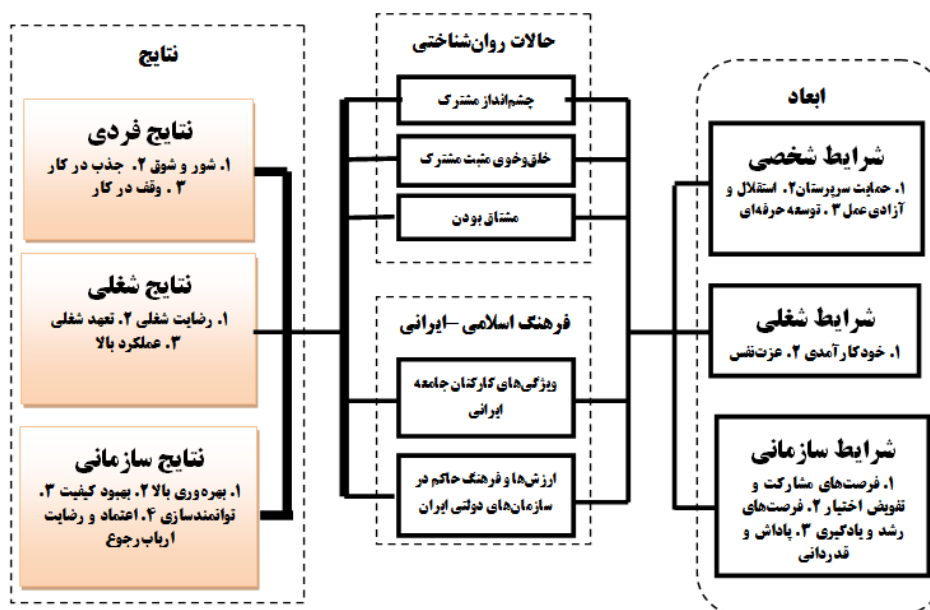 ابعاد
شرایط شخصی
۱. حمایت سرپرستان۲. استقلال و
آزادی عمل ۳. توسعه حرفه‌ای
شرایط شغلی
۱. خودکارآمدی ۲. عزت‌نفس
شرایط سازمانی
۱. فرصت‌های مشارکت و
تفویض اختیار ۲. فرصت‌های
رشد و یادگیری ۳. پاداش و
قدردانی
حالات روان‌شناختی
چشم‌انداز مشترک
خلق‌وخوی مثبت مشترک
مشتاق بودن
فرهنگ اسلامی –ایرانی
ویژگی‌های کارکنان جامعه
ایرانی
ارزش‌ها و فرهنگ حاکم در
سازمان‌های دولتی ایران
نتایج
نتایج فردی
۱. شور و شوق ۲. جذب در کار
۳ . وقف در کار
نتایج شغلی
۱. رضایت شغلی ۲. تعهد شغلی
۳. عملکرد بالا
نتایج سازمانی
۱. بهره‌وری بالا ۲. بهبود کیفیت ۳.
توانمندسازی ۴. اعتماد و رضایت
ارباب رجوع